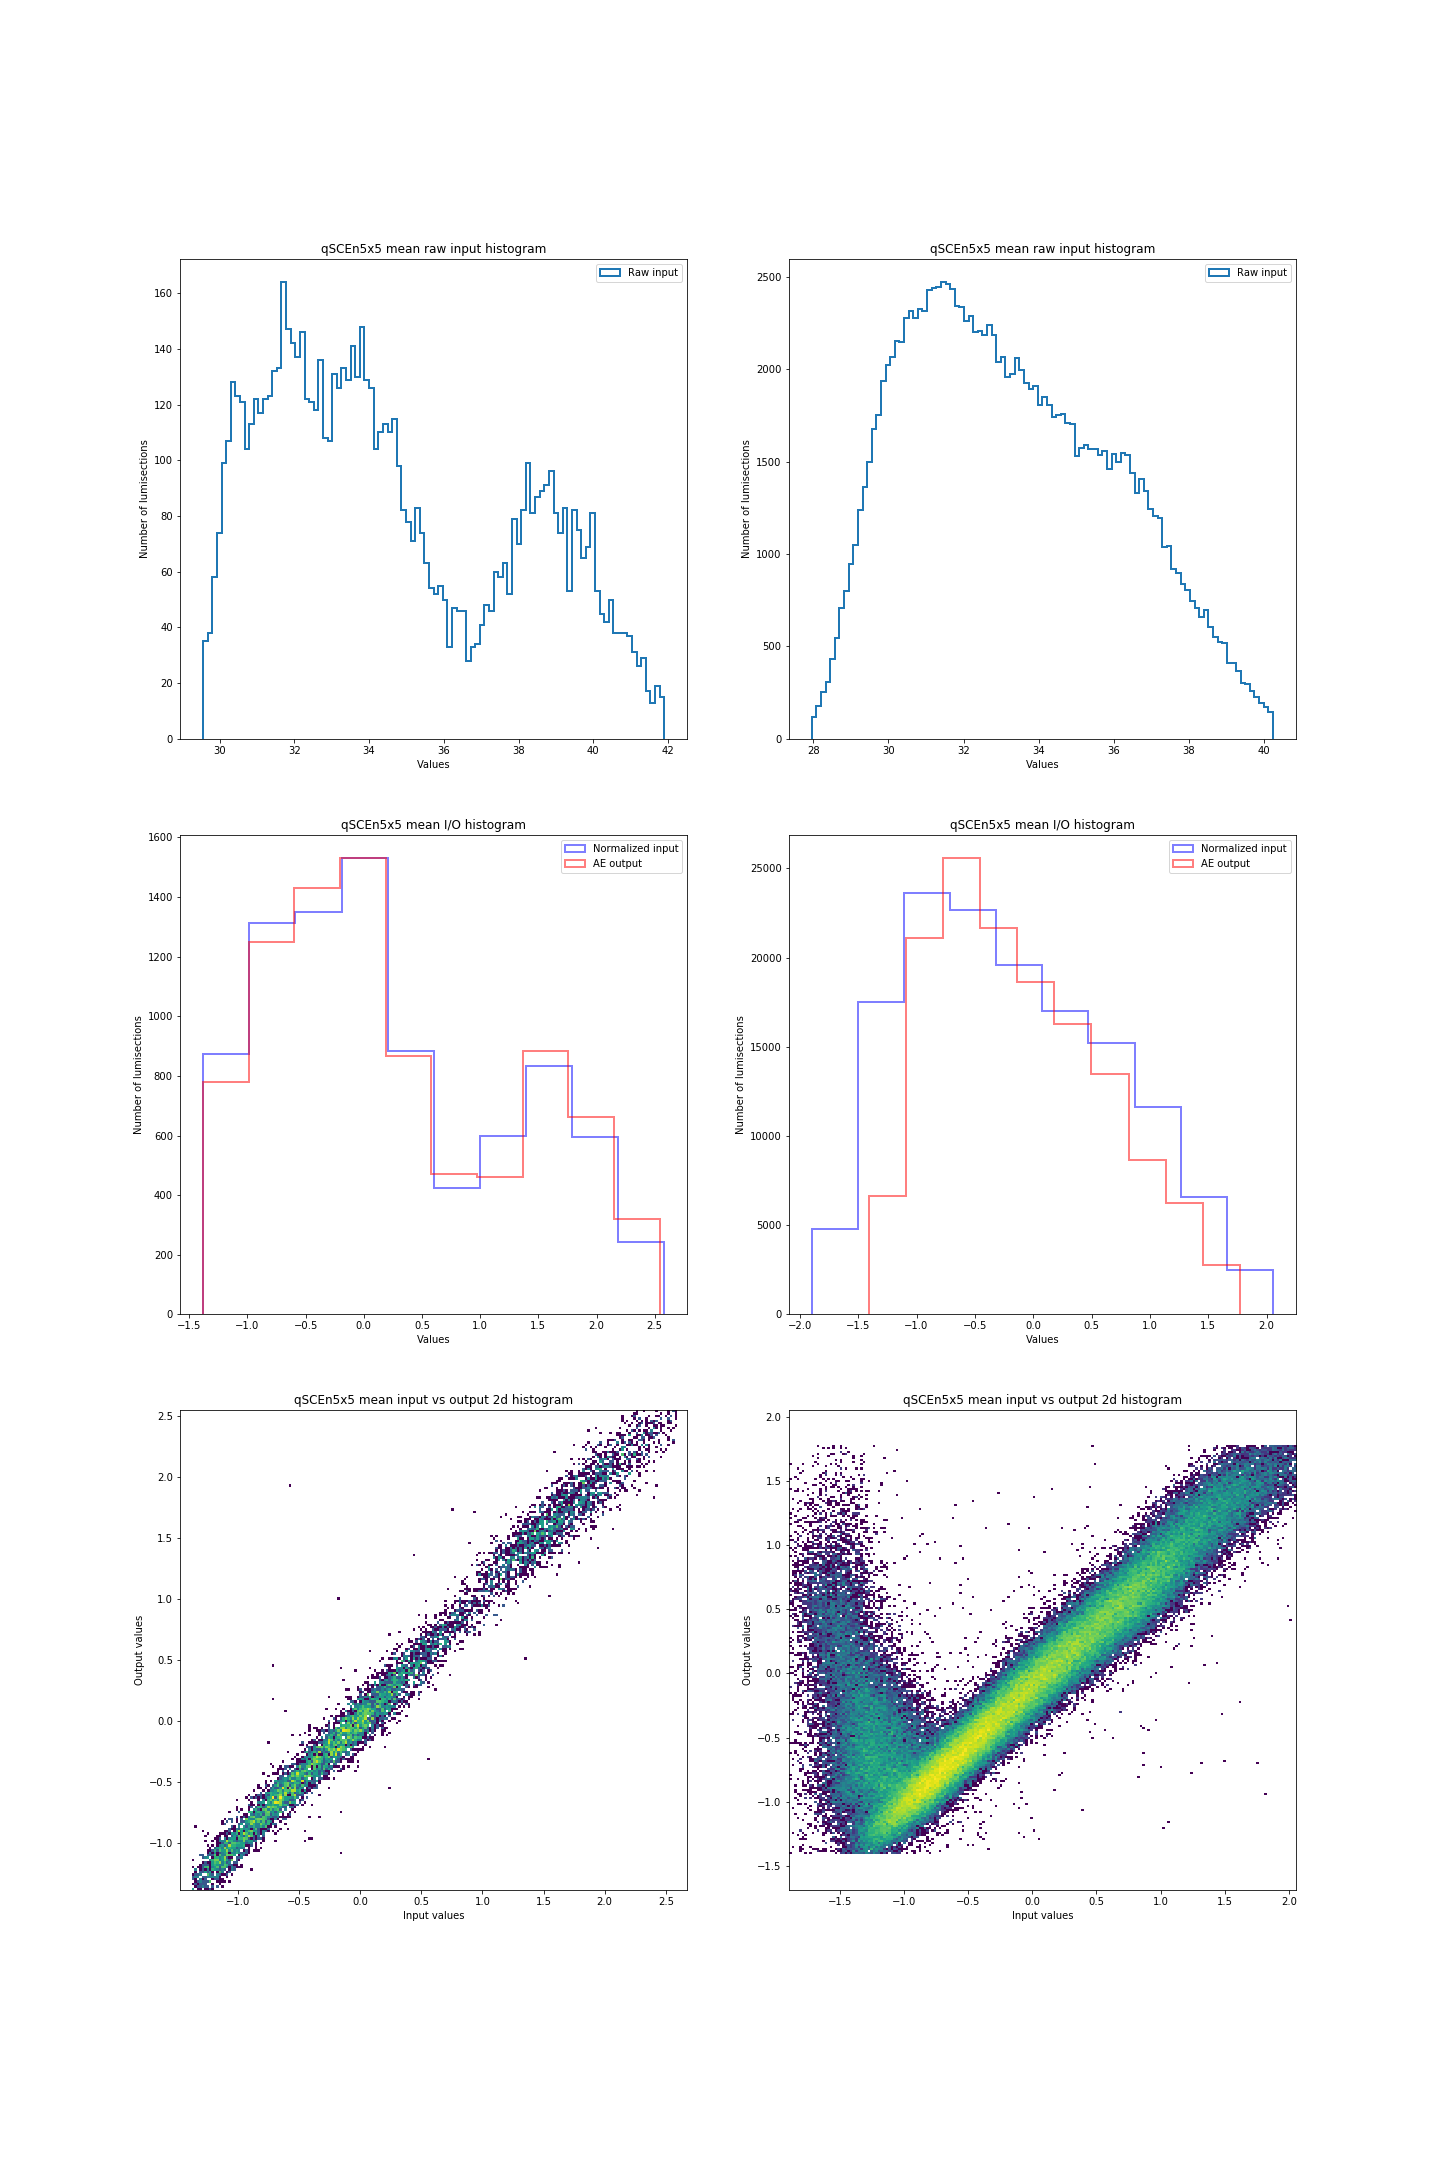 qSCEn5x5 mean raw input histogram
Raw input
160
140
120
100
80
60
40
20
0
Number of lumisections
30 32 34 36 38 40 42
Values
qSCEn5x5 mean raw input histogram
Raw input
2500
2000
1500
1000
500
0
Number of lumisections
28 30 32 34 36 38 40
Values
qSCEn5x5 mean I/O histogram
Normalized input
AE output
1600
1400
1200
1000
800
600
400
200
0
Number of lumisections
−1.5 −1.0 −0.5 0.0 0.5 1.0 1.5 2.0 2.5
Values
qSCEn5x5 mean I/O histogram
Normalized input
AE output
25000
20000
15000
10000
5000
0
Number of lumisections
−2.0 −1.5 −1.0 −0.5 0.0 0.5 1.0 1.5 2.0
Values
qSCEn5x5 mean input vs output 2d histogram
2.5
2.0
1.5
1.0
0.5
0.0
−0.5
−1.0
Output values
−1.0 −0.5 0.0 0.5 1.0 1.5 2.0 2.5
Input values
qSCEn5x5 mean input vs output 2d histogram
2.0
1.5
1.0
0.5
0.0
−0.5
−1.0
−1.5
Output values
−1.5 −1.0 −0.5 0.0 0.5 1.0 1.5 2.0
Input values